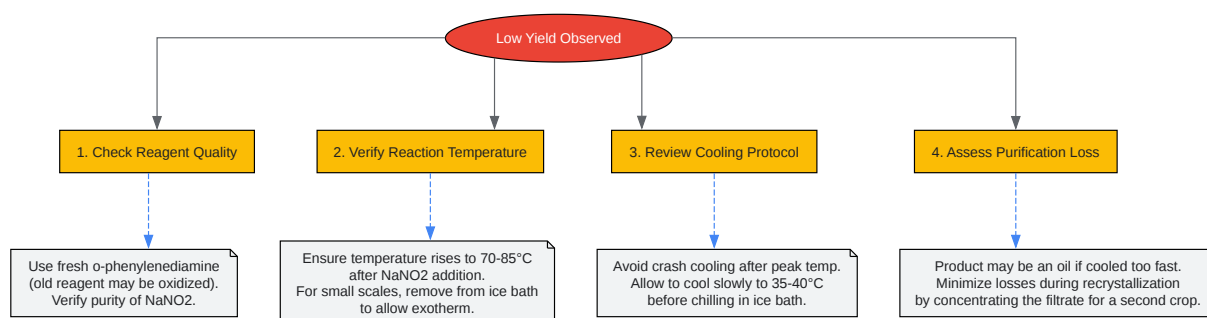 Low Yield Observed
1. Check Reagent Quality
2. Verify Reaction Temperature
3. Review Cooling Protocol
4. Assess Purification Loss
Use fresh o-phenylenediamine
(old reagent may be oxidized).
Verify purity of NaNO2.
Ensure temperature rises to 70-85°C
after NaNO2 addition.
For small scales, remove from ice bath
to allow exotherm.
Avoid crash cooling after peak temp.
Allow to cool slowly to 35-40°C
before chilling in ice bath.
Product may be an oil if cooled too fast.
Minimize losses during recrystallization
by concentrating the filtrate for a second crop.